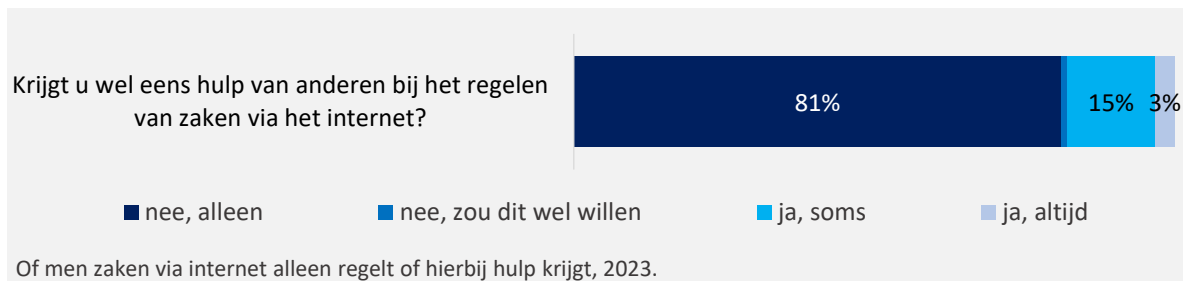 Krijgt u wel eens hulp van anderen bij het regelen
van zaken via het internet?
81%
15%
3%
nee, alleen
nee, zou dit wel willen
ja, soms
ja, altijd
Of men zaken via internet alleen regelt of hierbij hulp krijgt, 2023.